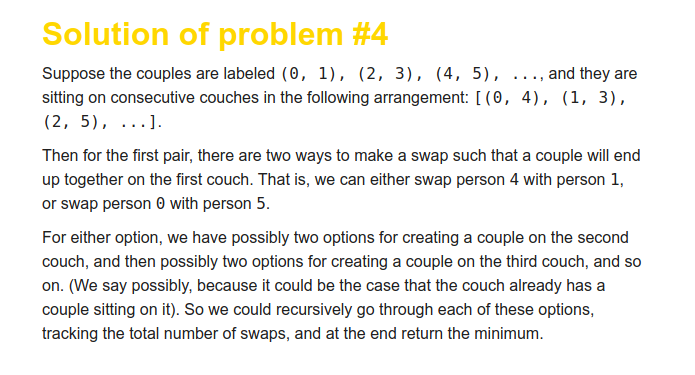 Solution of problem #4
Suppose the couples are labeled (0, 1), (2, 3), (4, 5), ..., and they are
sitting on consecutive couches in the following arrangement: [(0, 4), (1, 3),
(2, 5), ...].
Then for the first pair, there are two ways to make a swap such that a couple will end
up together on the first couch. That is, we can either swap person 4 with person 1,
or swap person 0 with person 5.
For either option, we have possibly two options for creating a couple on the second
couch, and then possibly two options for creating a couple on the third couch, and so
on. (We say possibly, because it could be the case that the couch already has a
couple sitting on it). So we could recursively go through each of these options,
tracking the total number of swaps, and at the end return the minimum.